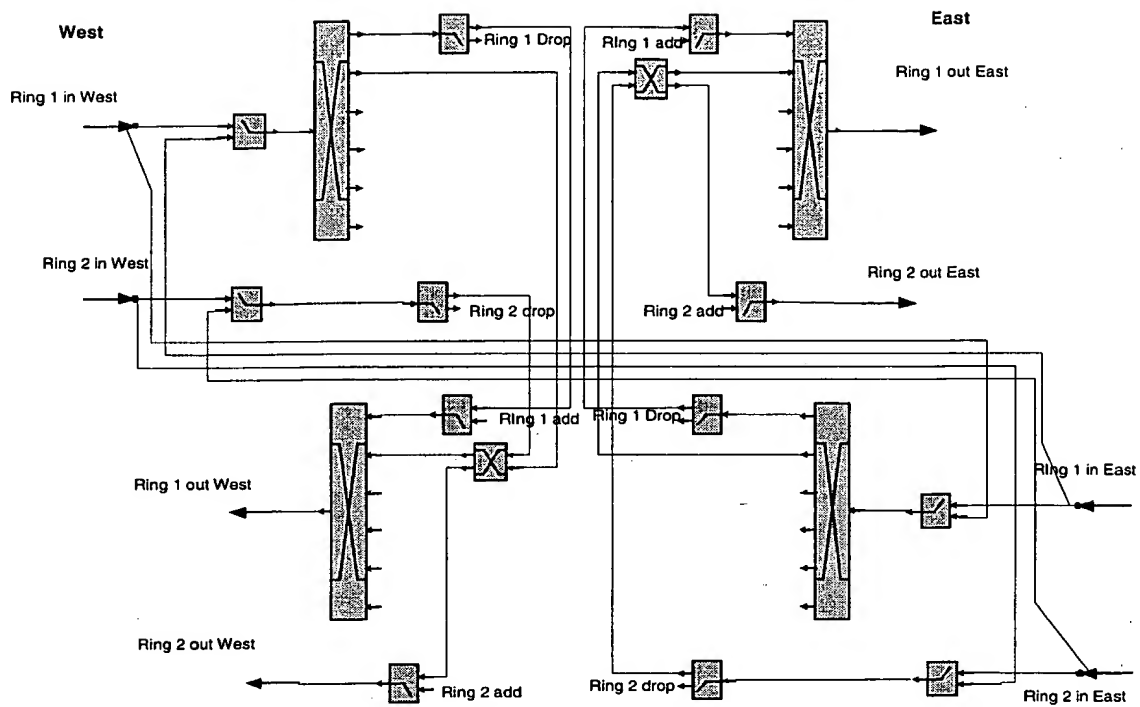 West
East
Ring 1 Drop
RIng 1 add
Ring 1 out East
Ring 1 in West
Ring 2 in West
Ring 2 out East
Ring 2 drop
Ring 2 add
RIng 1 add
Ring 1 Drop
RIng 1 in East
Ring 1 out West
Ring 2 out West
Ring 2 add
Ring 2 drop
Ring 2 in East